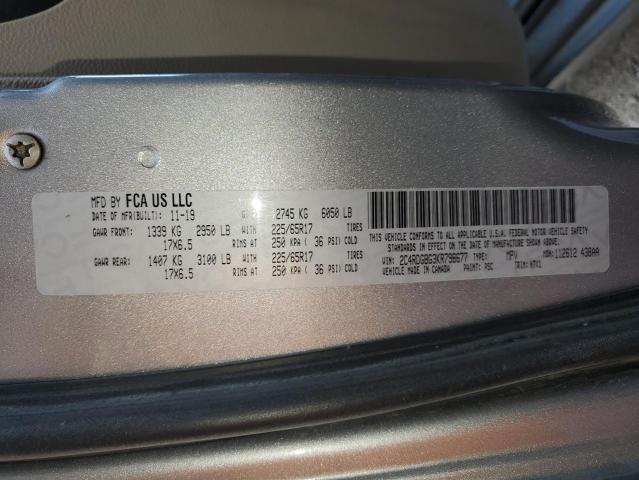 MFD BY FCA US LLC
DATE OF MFR(BUILT): 11-19 2745 KG 6050 LB
GAWR FRONT: 1339 KG 2950 LB WITH 225/65R17 TIRES
17X6.5 RIMS AT 250 KPA ( 36 PSI) COLD
GAWR REAR: 1407 KG 3100 LB WITH 225/65R17 TIRES
17X6.5 RIMS AT 250 KPA ( 36 PSI) COLD
THIS VEHICLE CONFORMS TO ALL APPLICABLE U.S.A. FEDERAL MOTOR VEHICLE SAFETY
STANDARDS IN EFFECT ON THE DATE OF MANUFACTURE SHOWN ABOVE.
VIN: 2C4RDGBG3KR798677 TYPE: MPV MDH: 112612 438AA
VEHICLE MADE IN CANADA PAINT: PSC TRIM: